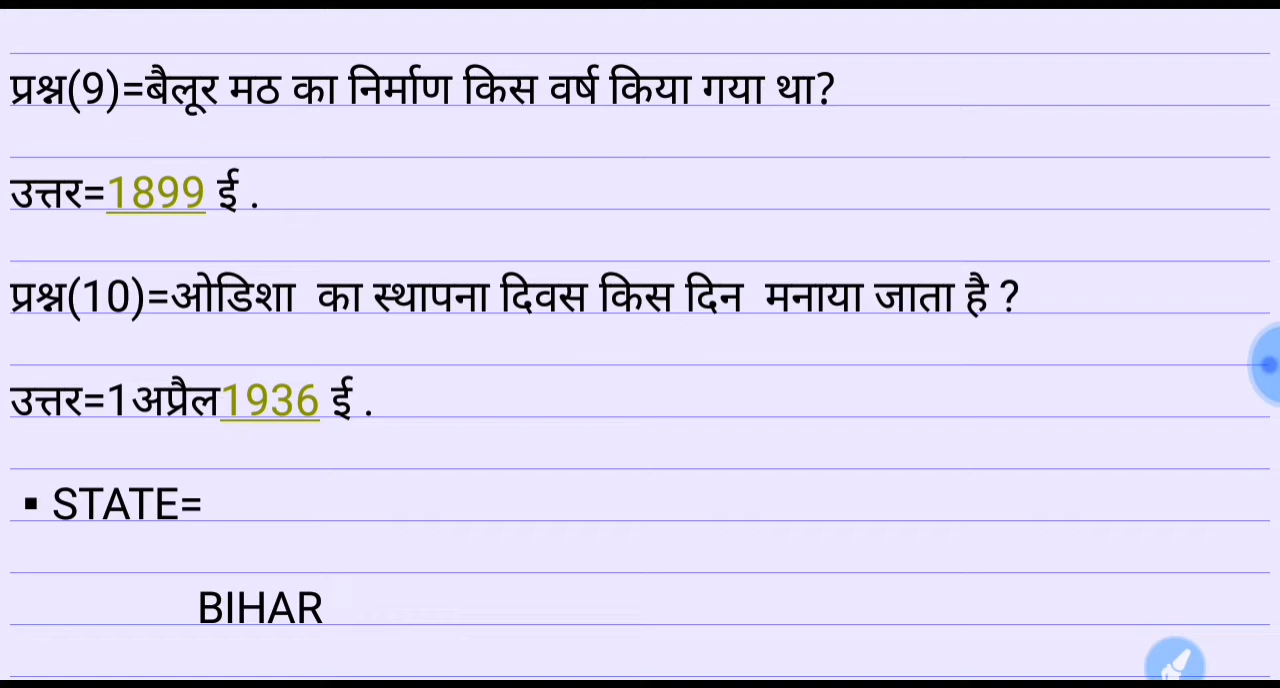 प्रश्न(9)=बैलूर मठ का निर्माण किस वर्ष किया गया था?
उत्तर=1899 ई .
प्रश्न(10)=ओडिशा का स्थापना दिवस किस दिन मनाया जाता है ?
उत्तर=1अप्रैल1936 ई .
▪ STATE=
BIHAR